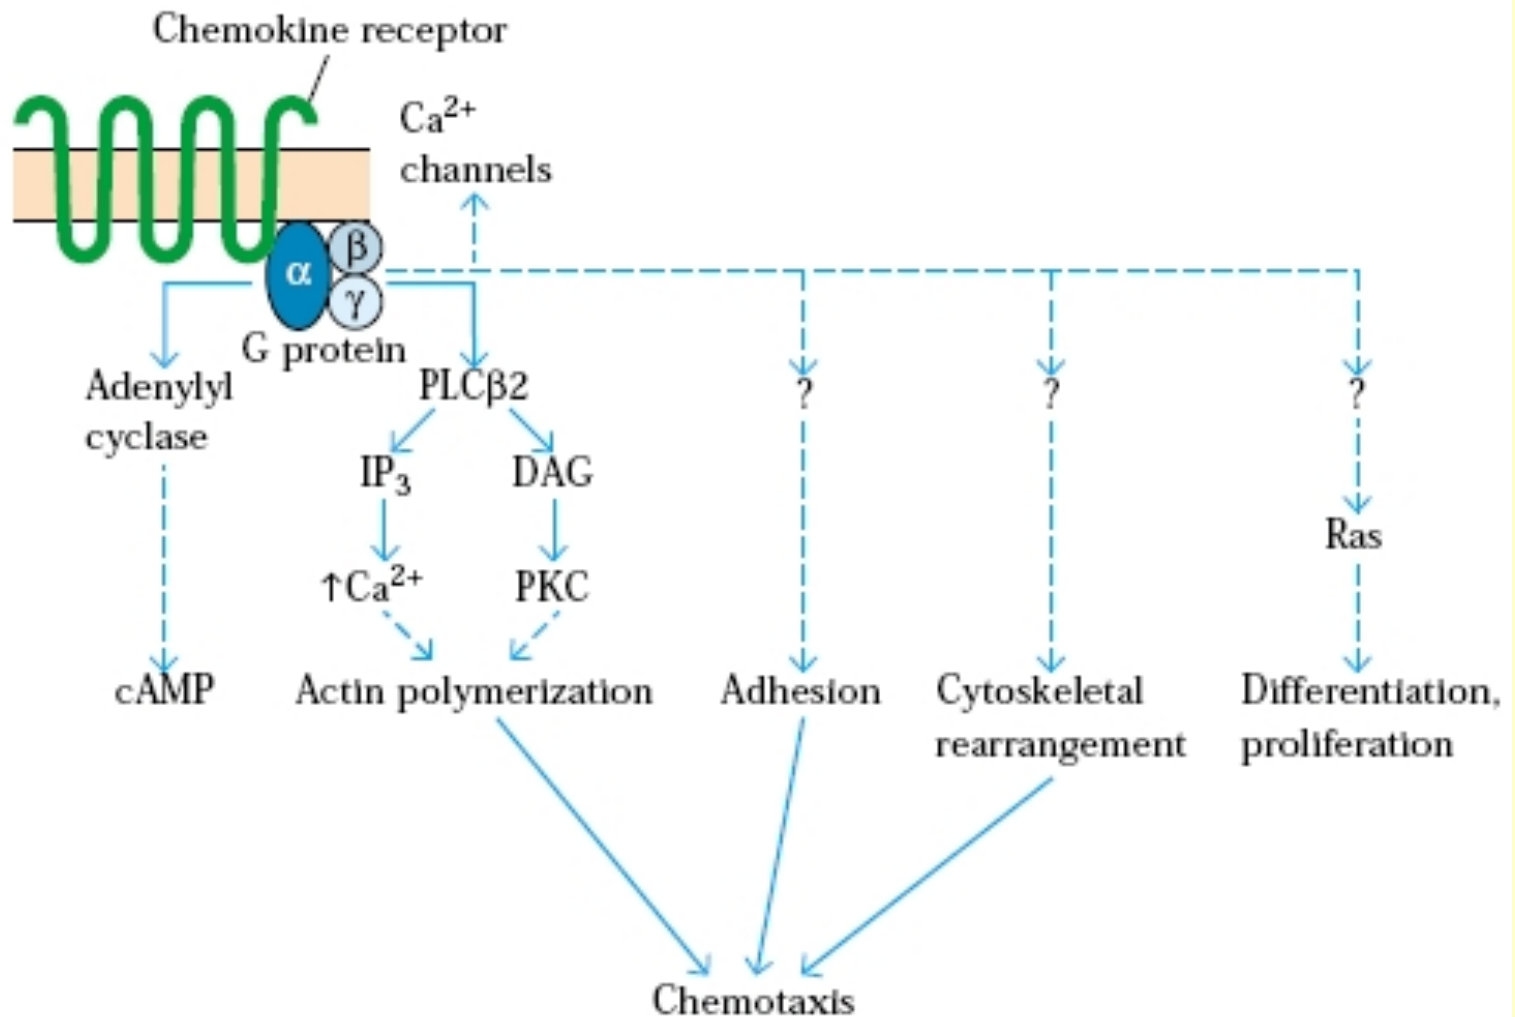 Chemokine receptor
Ca²⁺
channels
β
α
γ
G protein
Adenylyl
cyclase
PLCβ2
?
?
?
IP₃
DAG
Ras
↑Ca²⁺
PKC
cAMP
Actin polymerization
Adhesion
Cytoskeletal
rearrangement
Differentiation,
proliferation
Chemotaxis